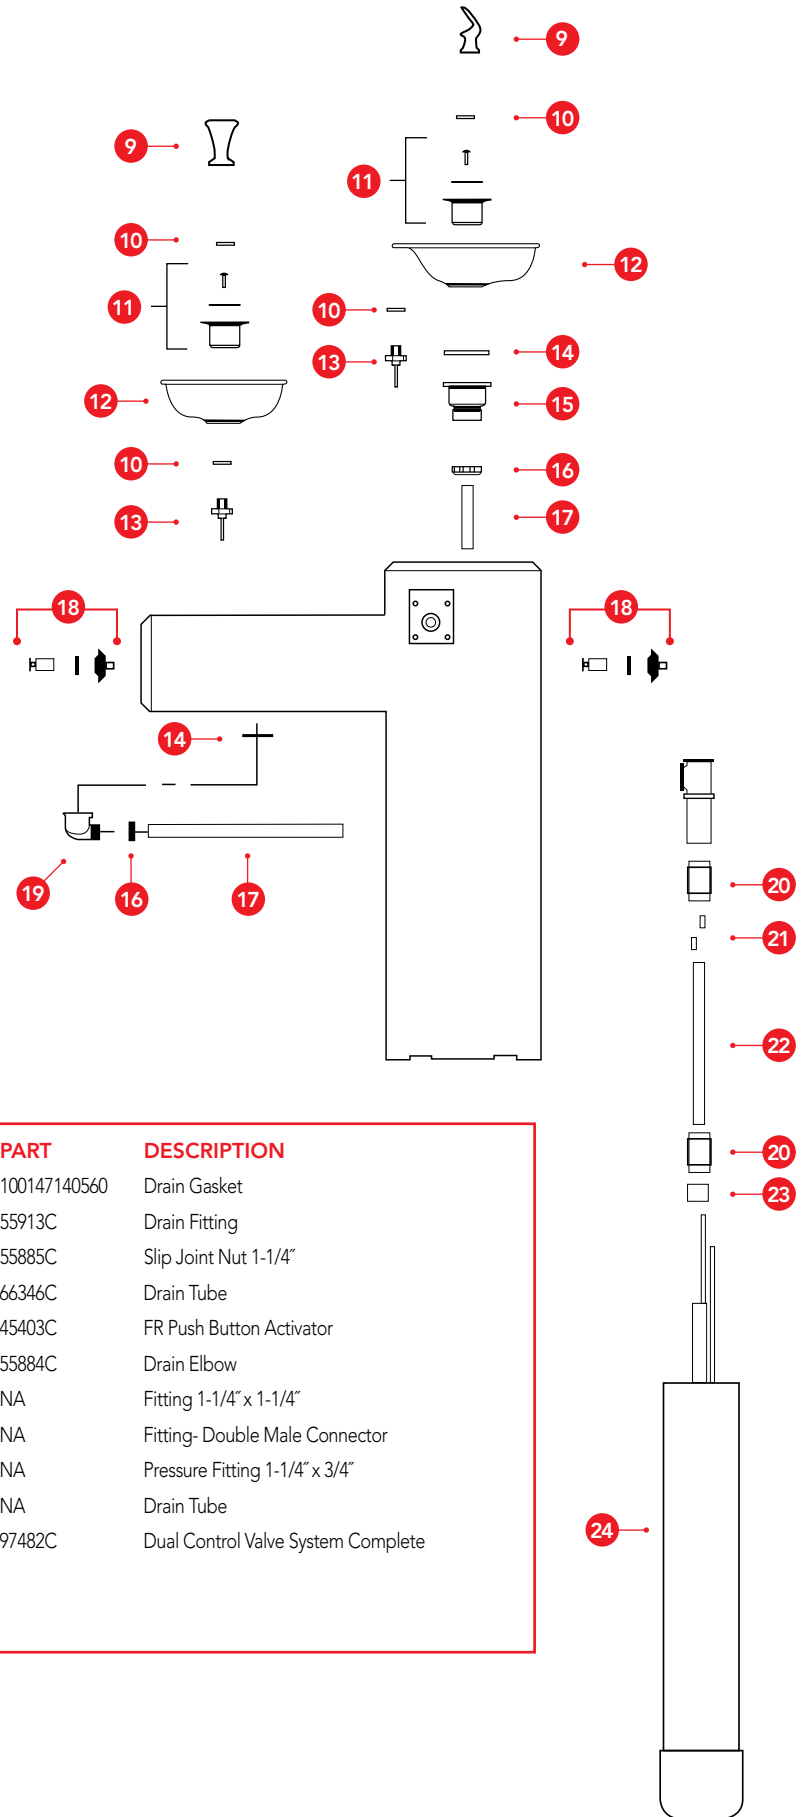 9
10
9
11
10
12
11
10
14
13
12
15
10
16
13
17
18
18
14
19
16
17
20
21
22
20
23
24
PART DESCRIPTION
100147140560 Drain Gasket
55913C Drain Fitting
55885C Slip Joint Nut 1-1/4˝
66346C Drain Tube
45403C FR Push Button Activator
55884C Drain Elbow
NA Fitting 1-1/4˝ x 1-1/4˝
NA Fitting- Double Male Connector
NA Pressure Fitting 1-1/4˝ x 3/4˝
NA Drain Tube
97482C Dual Control Valve System Complete